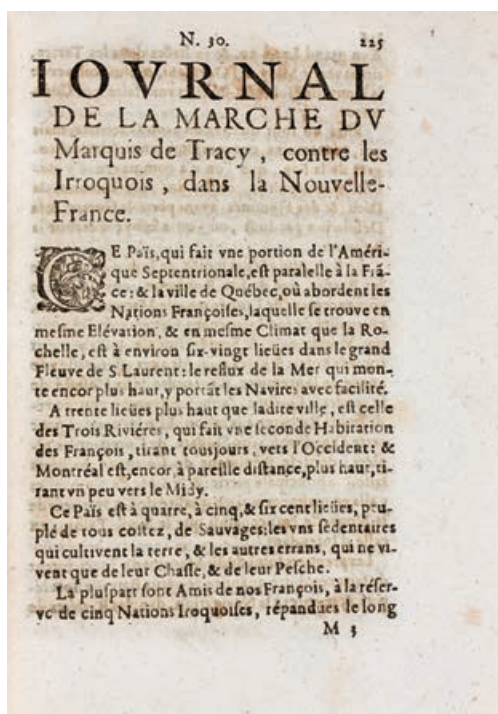 N. 30. 225
IOVRNAL
DE LA MARCHE DV
Marquis de Tracy, contre les
Irroquois, dans la Nouvelle-
France.
CE Païs, qui fait vne portion de l'Améri-
que Septentrionale, est paralelle à la Frã-
ce: & la ville de Québec, où abordent les
Nations Françoises, laquelle se trouve en
mesme Elévation, & en mesme Climat que la Ro-
chelle, est à environ six-vingt lieües dans le grand
Fleuve de S. Laurent: le reflux de la Mer qui mon-
te encor plus haut, y portãt les Navires avec facilité.
A trente lieües plus haut que ladite ville, est celle
des Trois Riviéres, qui fait vne seconde Habitation
des François, tirant tousjours, vers l'Occident: &
Montréal est, encor, à pareille distance, plus haut, ti-
rant vn peu vers le Midy.
Ce Païs est à quatre, à cinq, & six cent lieües, peu-
plé de tous costez, de Sauvages: les vns sedentaires
qui cultivent la terre, & les autres errans, qui ne vi-
vent que de leur Chasse, & de leur Pesche.
La pluspart sont Amis de nos François, à la réser-
ve de cinq Nations Iroquoises, répandües le long
M 3